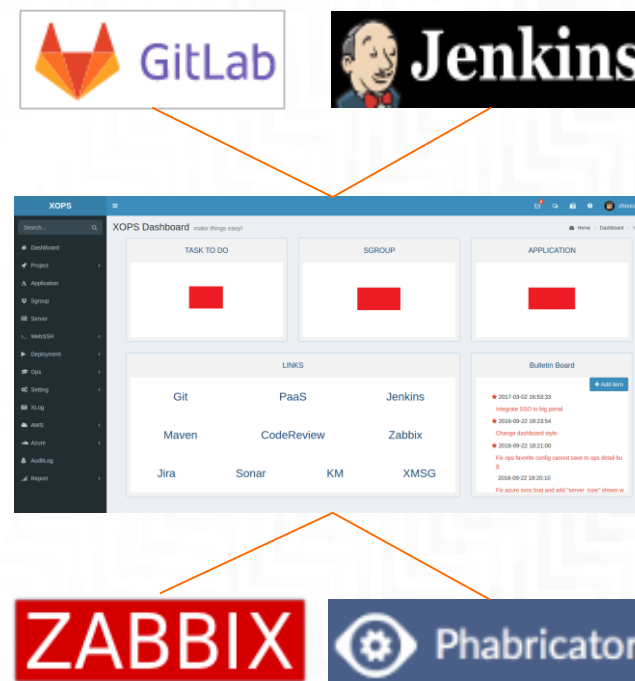 GitLab
Jenkins
XOPS
Search...
XOPS Dashboard make things easy!
Home
Dashboard
DashBoard
Project
Application
Sgroup
Server
WebSSH
Deployment
Ops
Setting
XLog
AWS
Azure
AuditLog
Report
TASK TO DO
SGROUP
APPLICATION
LINKS
Git PaaS Jenkins
Maven CodeReview Zabbix
Jira Sonar KM XMSG
Bulletin Board
+ Add item
2017-03-02 16:53:33
Integrate SSO to big portal
2016-09-22 18:23:54
Change dashboard style
2016-09-22 18:21:00
Fix ops favorite config cannot save to ops detail bu
g
2016-09-22 18:20:10
Fix azure sync bug and add "server_type" shown w
ZABBIX
Phabricator